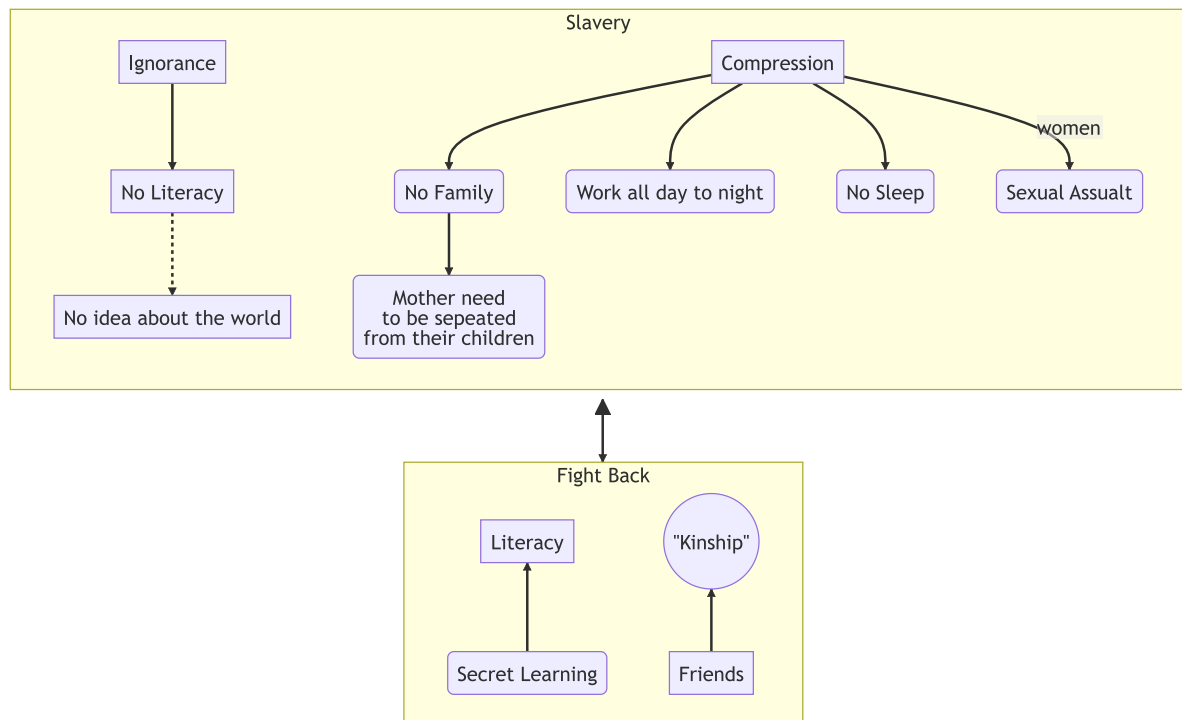 Slavery
Ignorance
Compression
women
No Literacy
No Family
Work all day to night
No Sleep
Sexual Assualt
No idea about the world
Mother need
to be sepeated
from their children
Fight Back
Literacy
"Kinship"
Secret Learning
Friends